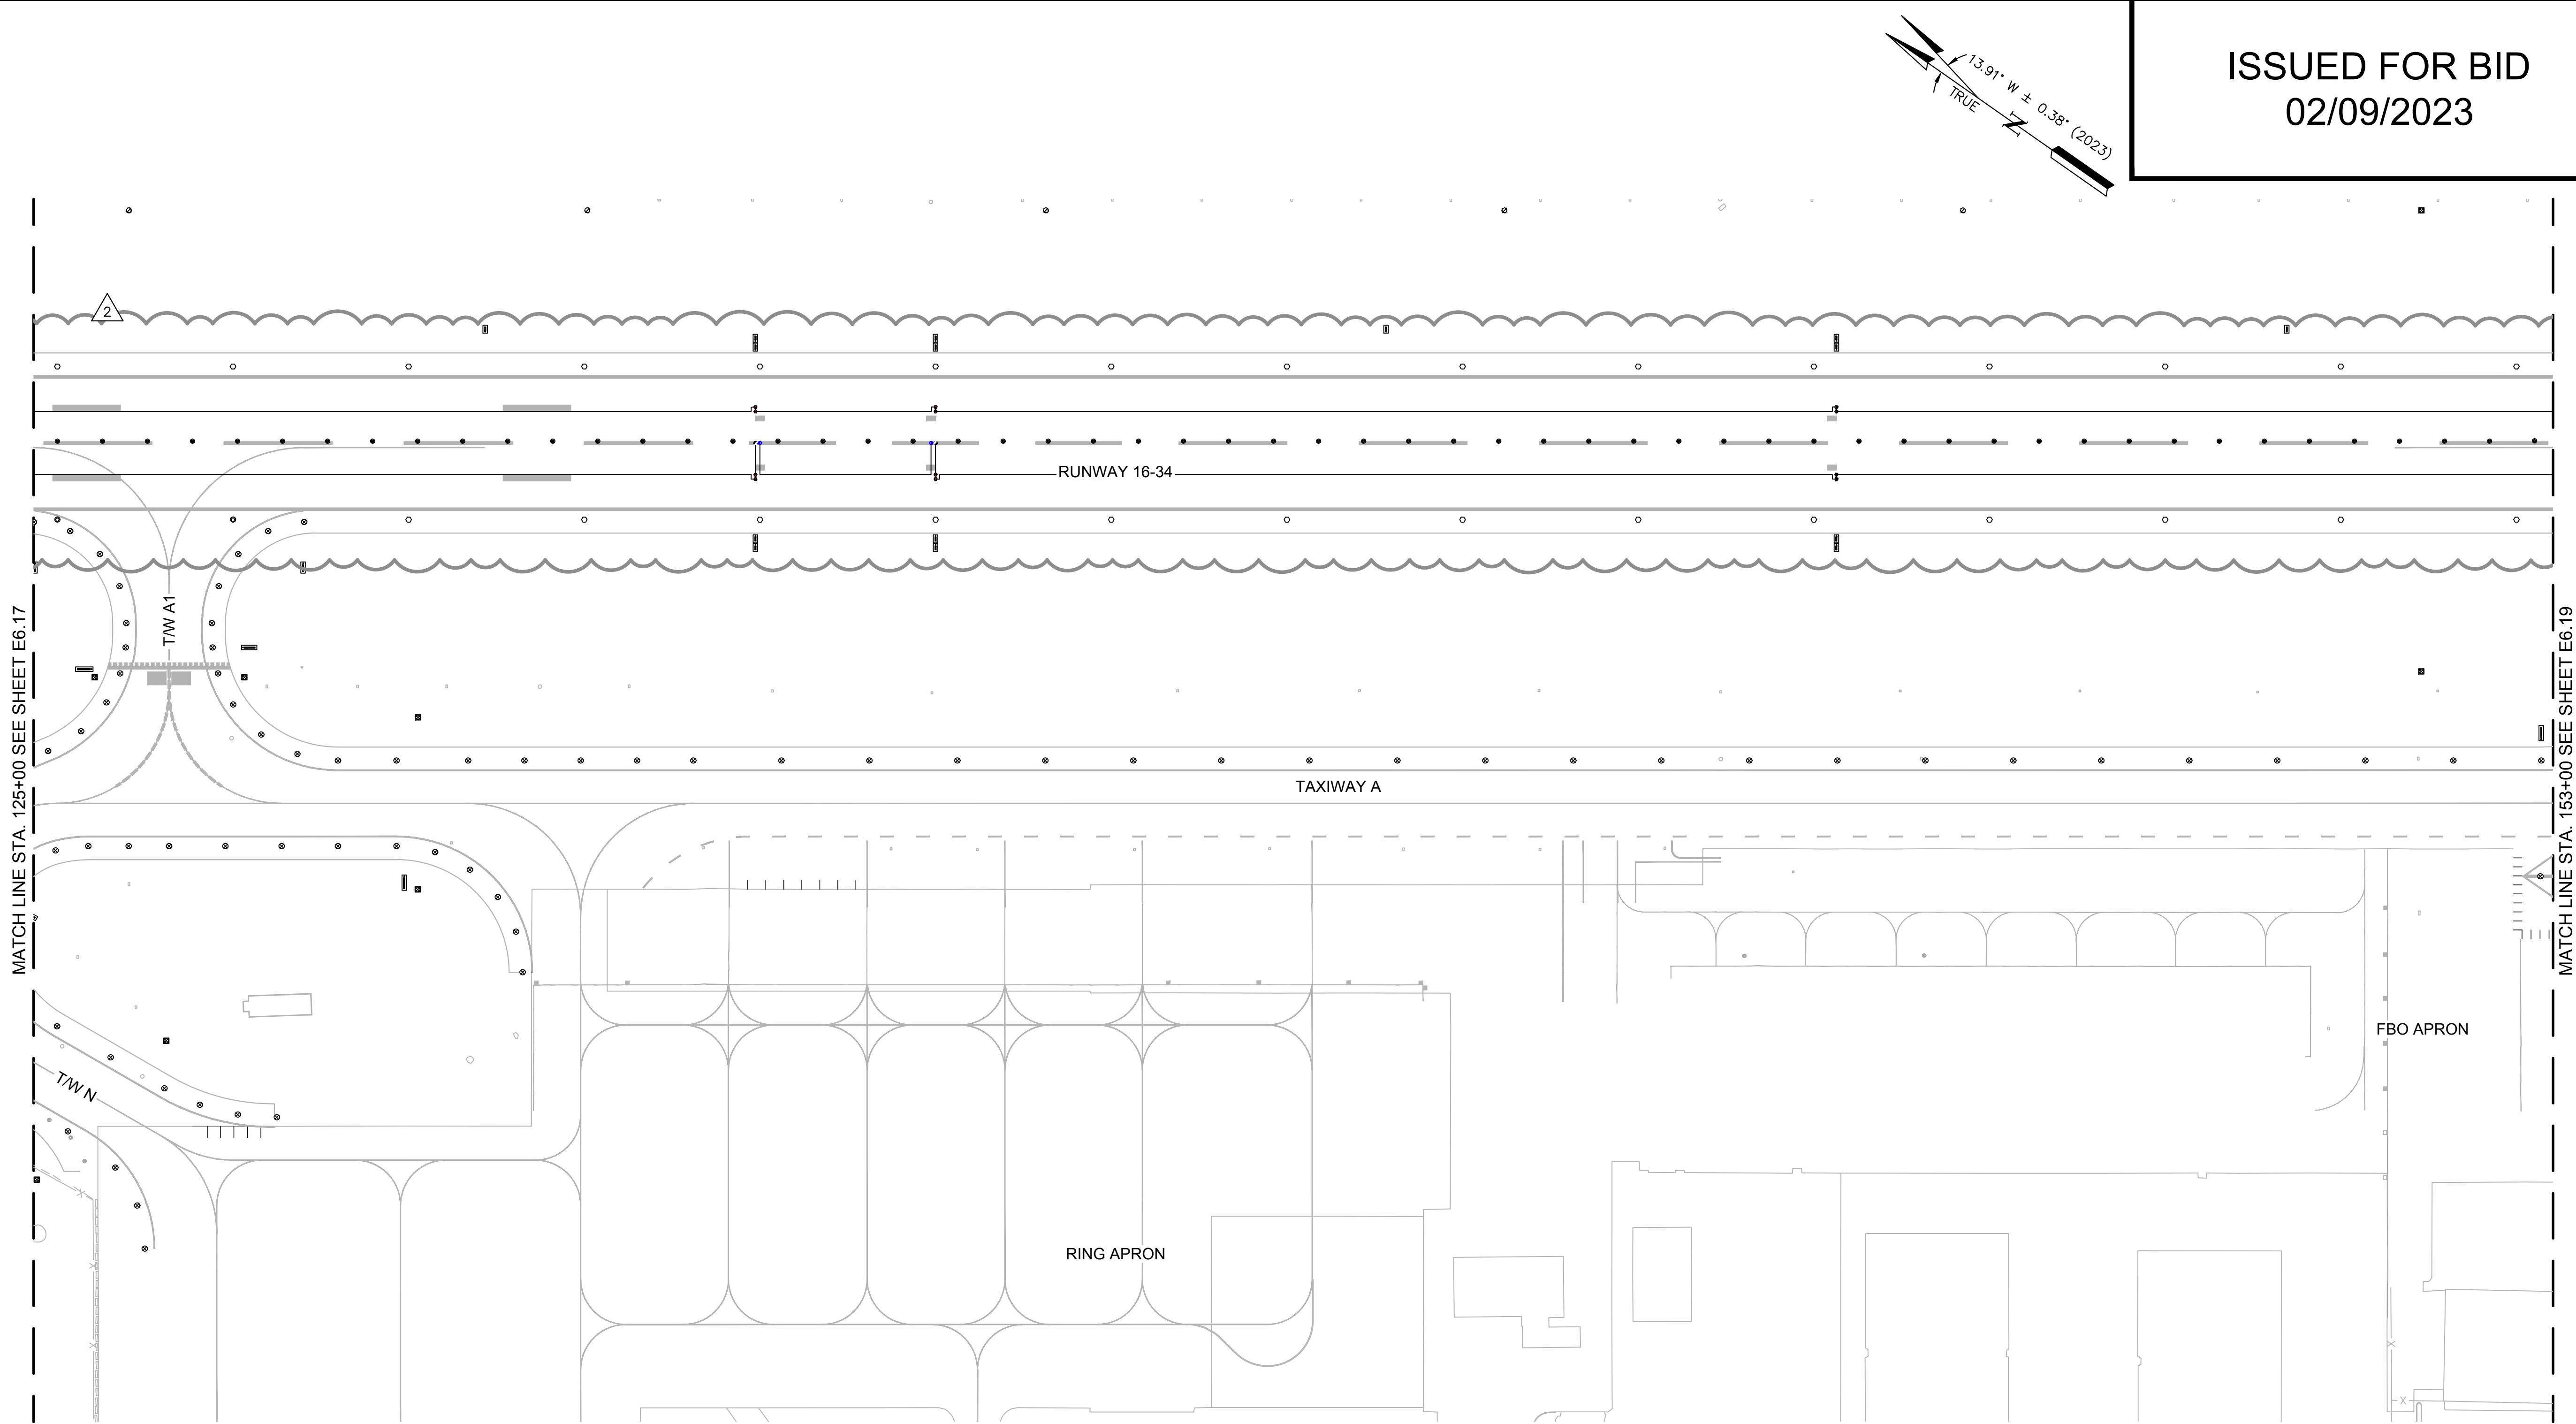 ISSUED FOR BID
02/09/2023
13.91° W ± 0.38° (2023)
TRUE
N
2
RUNWAY 16-34
T/W A1
MATCH LINE STA. 125+00 SEE SHEET E6.17
MATCH LINE STA. 153+00 SEE SHEET E6.19
TAXIWAY A
FBO APRON
T/W N
RING APRON